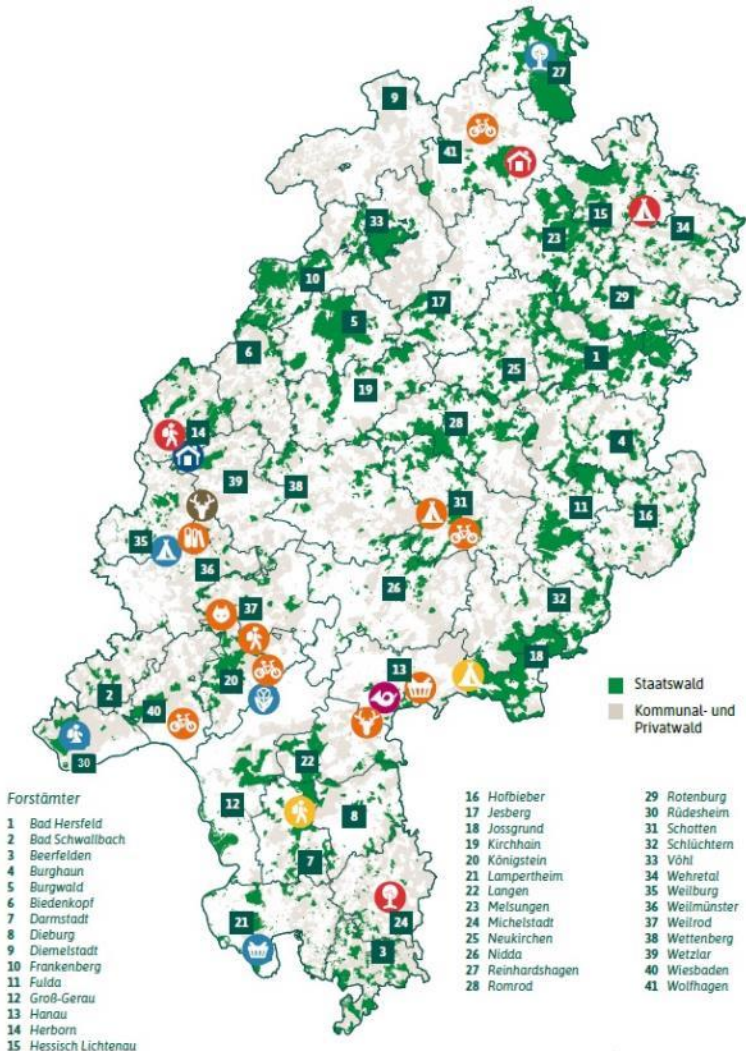 27
9
41
15
34
33
23
10
29
17
5
6
25
1
19
28
14
4
39
38
31
11
16
35
36
26
32
37
13
18
20
2
40
30
22
12
8
7
21
24
3
Staatswald
Kommunal- und
Privatwald
Forstämter
1 Bad Hersfeld
2 Bad Schwallbach
3 Beerfelden
4 Burghaun
5 Burgwald
6 Biedenkopf
7 Darmstadt
8 Dieburg
9 Diemelstadt
10 Frankenberg
11 Fulda
12 Groß-Gerau
13 Hanau
14 Herborn
15 Hessisch Lichtenau
16 Hofbieber
17 Jesberg
18 Jossgrund
19 Kirchhain
20 Königstein
21 Lampertheim
22 Langen
23 Melsungen
24 Michelstadt
25 Neukirchen
26 Nidda
27 Reinhardshagen
28 Romrod
29 Rotenburg
30 Rüdesheim
31 Schotten
32 Schlüchtern
33 Vöhl
34 Wehretal
35 Weilburg
36 Weilmünster
37 Weilrod
38 Wettenberg
39 Wetzlar
40 Wiesbaden
41 Wolfhagen